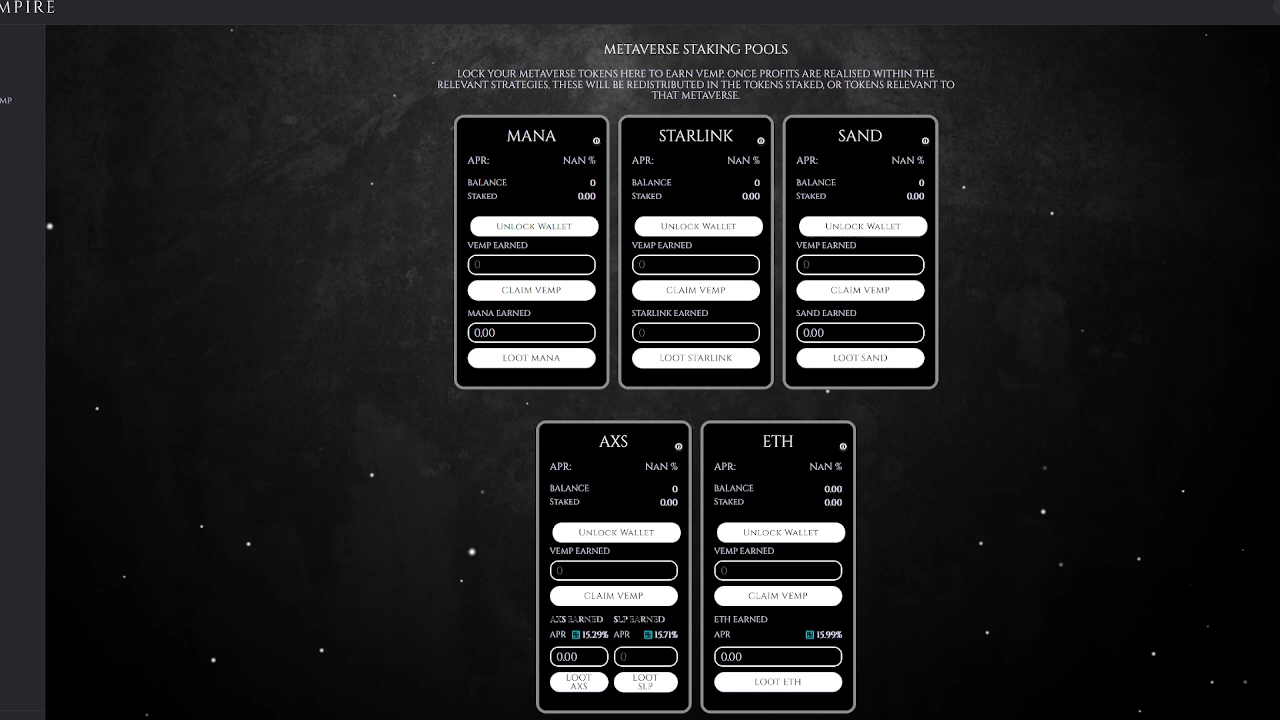 MPIRE
MP
METAVERSE STAKING POOLS
LOCK YOUR METAVERSE TOKENS HERE TO EARN VEMP. ONCE PROFITS ARE REALISED WITHIN THE
RELEVANT STRATEGIES, THESE WILL BE REDISTRIBUTED IN THE TOKENS STAKED, OR TOKENS RELEVANT TO
THAT METAVERSE.
MANA
APR: NaN %
BALANCE 0
STAKED 0.00
UNLOCK WALLET
VEMP EARNED
0
CLAIM VEMP
MANA EARNED
0.00
LOOT MANA
STARLINK
APR: NaN %
BALANCE 0
STAKED 0.00
UNLOCK WALLET
VEMP EARNED
0
CLAIM VEMP
STARLINK EARNED
0
LOOT STARLINK
SAND
APR: NaN %
BALANCE 0
STAKED 0.00
UNLOCK WALLET
VEMP EARNED
0
CLAIM VEMP
SAND EARNED
0.00
LOOT SAND
AXS
APR: NaN %
BALANCE 0
STAKED 0.00
UNLOCK WALLET
VEMP EARNED
0
CLAIM VEMP
AXS EARNED SLP EARNED
APR 15.29% APR 15.71%
0.00 0
LOOT AXS
LOOT SLP
ETH
APR: NaN %
BALANCE 0.00
STAKED 0.00
UNLOCK WALLET
VEMP EARNED
0
CLAIM VEMP
ETH EARNED
APR 15.99%
0.00
LOOT ETH